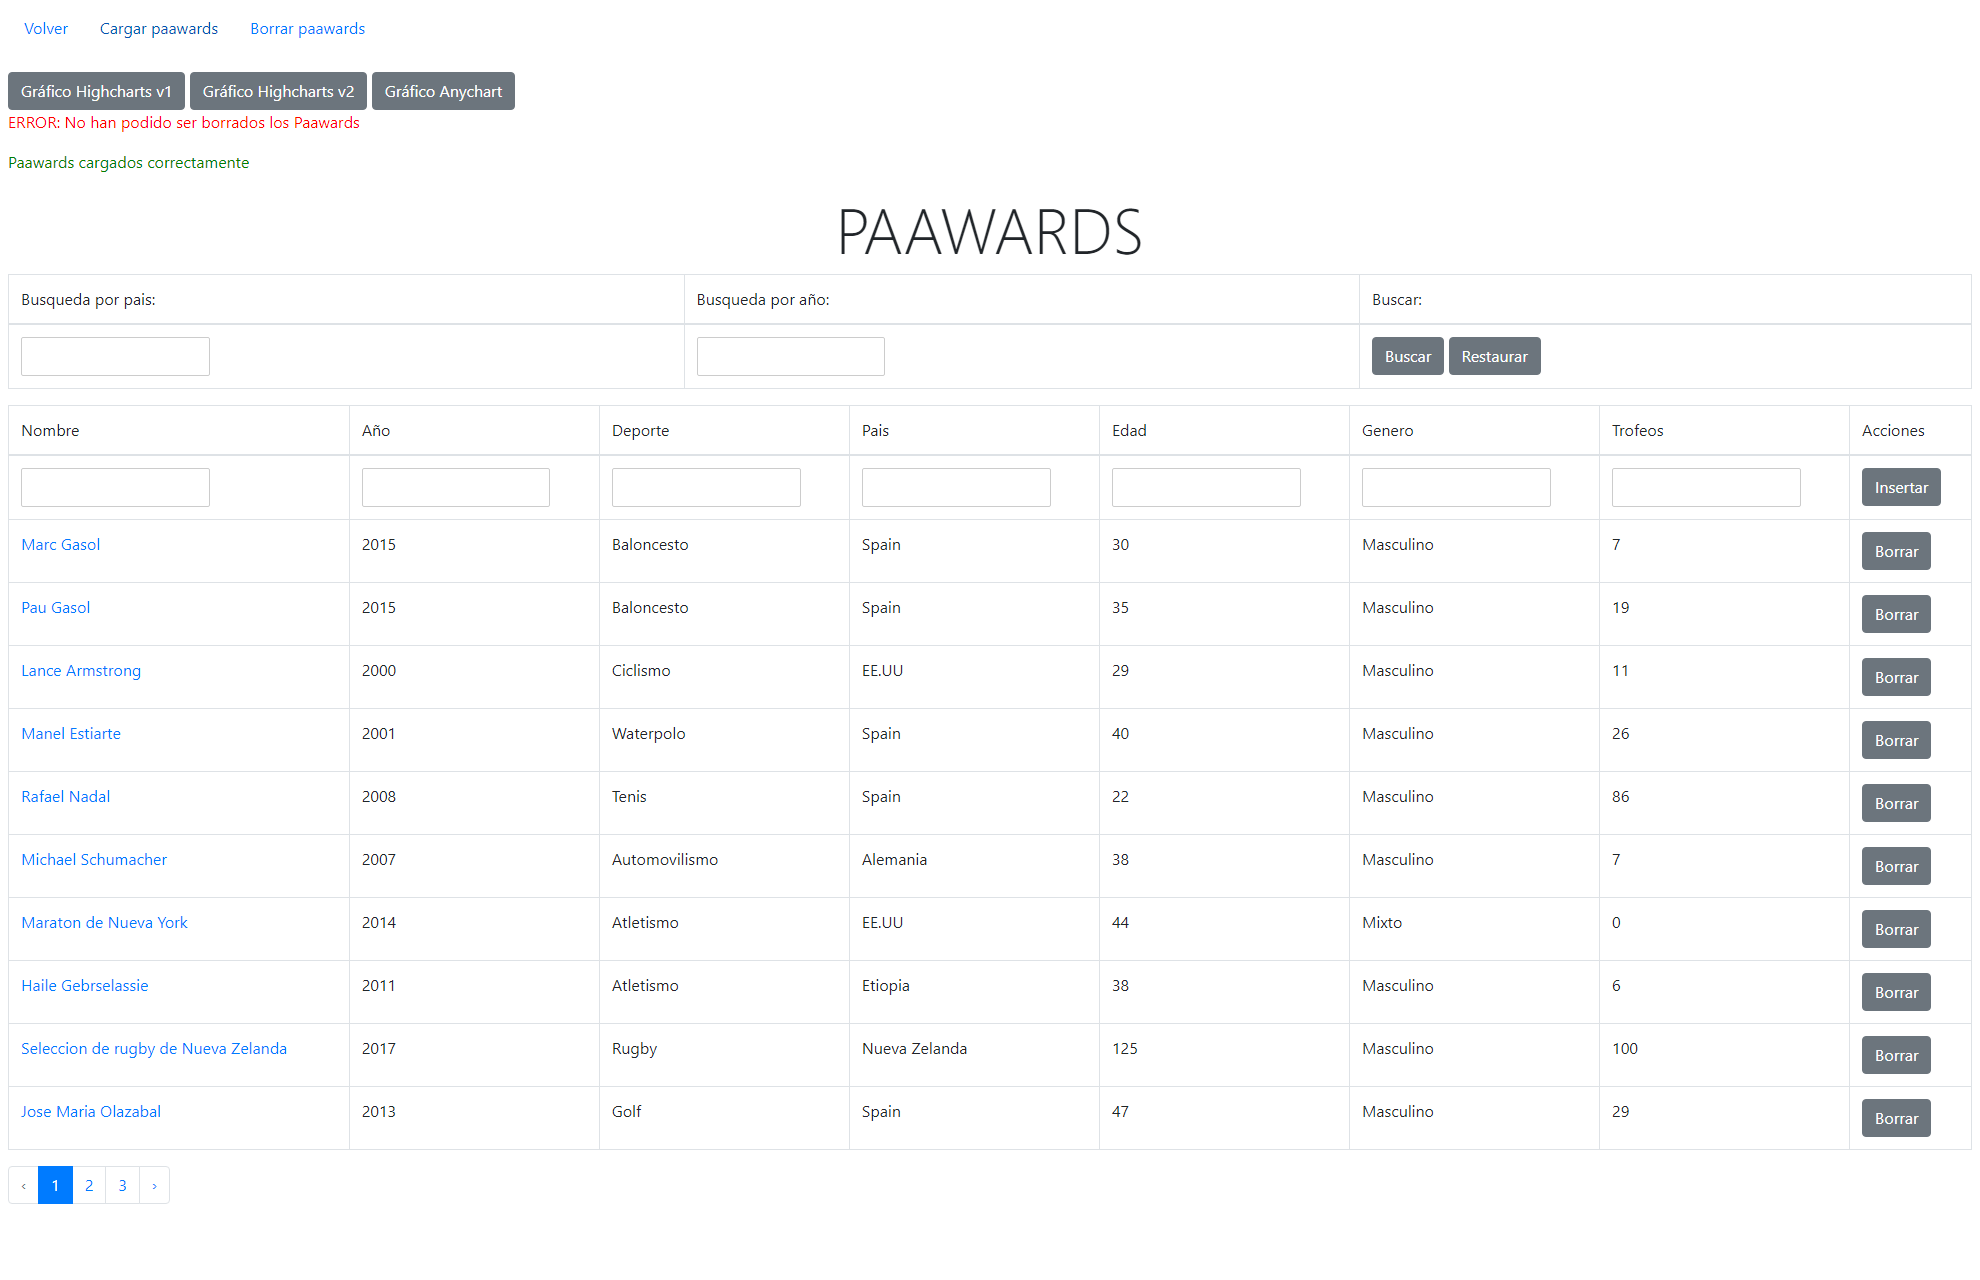 Volver Cargar paawards Borrar paawards
Gráfico Highcharts v1 Gráfico Highcharts v2 Gráfico Anychart
ERROR: No han podido ser borrados los Paawards
Paawards cargados correctamente
PAAWARDS
Busqueda por pais: Busqueda por año: Buscar:
Buscar Restaurar
Nombre Año Deporte Pais Edad Genero Trofeos Acciones
Insertar
Marc Gasol 2015 Baloncesto Spain 30 Masculino 7 Borrar
Pau Gasol 2015 Baloncesto Spain 35 Masculino 19 Borrar
Lance Armstrong 2000 Ciclismo EE.UU 29 Masculino 11 Borrar
Manel Estiarte 2001 Waterpolo Spain 40 Masculino 26 Borrar
Rafael Nadal 2008 Tenis Spain 22 Masculino 86 Borrar
Michael Schumacher 2007 Automovilismo Alemania 38 Masculino 7 Borrar
Maraton de Nueva York 2014 Atletismo EE.UU 44 Mixto 0 Borrar
Haile Gebrselassie 2011 Atletismo Etiopia 38 Masculino 6 Borrar
Seleccion de rugby de Nueva Zelanda 2017 Rugby Nueva Zelanda 125 Masculino 100 Borrar
Jose Maria Olazabal 2013 Golf Spain 47 Masculino 29 Borrar
‹ 1 2 3 ›